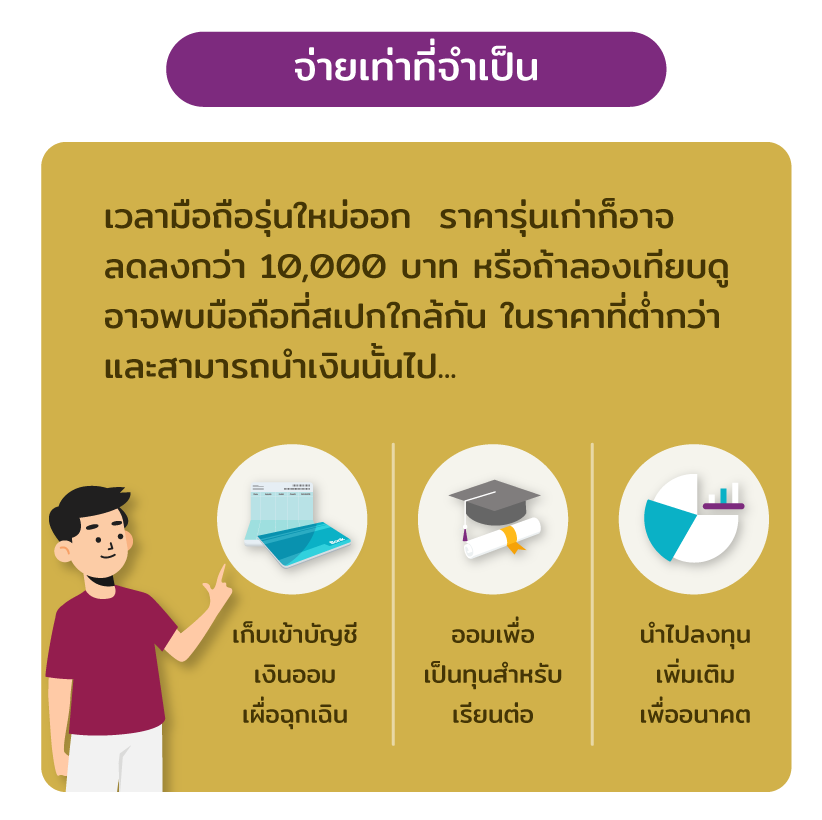 จ่ายเท่าที่จำเป็น
เวลามือถือรุ่นใหม่ออก ราคารุ่นเก่าก็อาจ
ลดลงกว่า 10,000 บาท หรือถ้าลองเทียบดู
อาจพบมือถือที่สเปกใกล้กัน ในราคาที่ต่ำกว่า
และสามารถนำเงินนั้นไป...
Book
เก็บเข้าบัญชี
เงินออม
เผื่อฉุกเฉิน
ออมเพื่อ
เป็นทุนสำหรับ
เรียนต่อ
นำไปลงทุน
เพิ่มเติม
เพื่ออนาคต